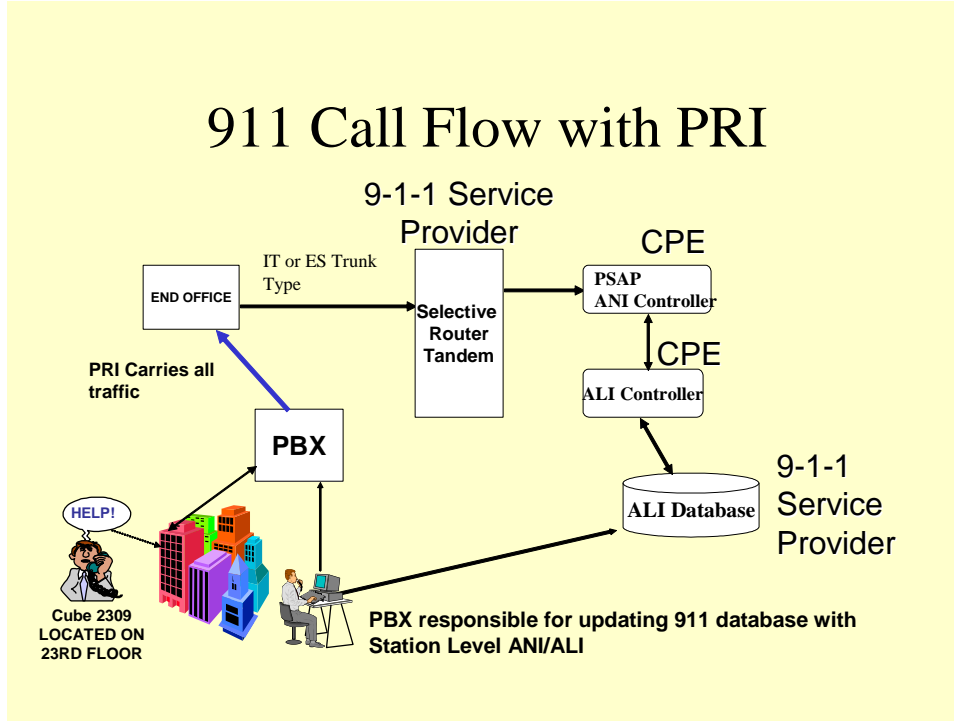 911 Call Flow with PRI
9-1-1 Service
Provider
CPE
IT or ES Trunk
Type
END OFFICE
Selective
Router
Tandem
PSAP
ANI Controller
CPE
PRI Carries all
traffic
ALI Controller
PBX
9-1-1
Service
Provider
ALI Database
HELP!
Cube 2309
LOCATED ON
23RD FLOOR
PBX responsible for updating 911 database with
Station Level ANI/ALI